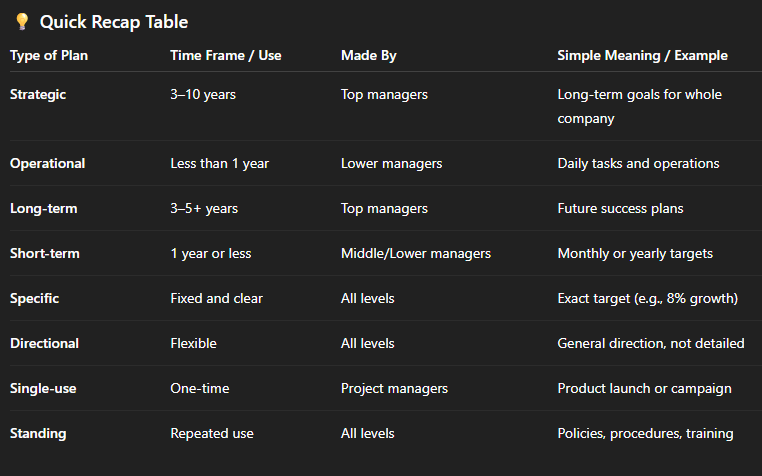 💡 Quick Recap Table
Type of Plan Time Frame / Use Made By Simple Meaning / Example
Strategic 3–10 years Top managers Long-term goals for whole
company
Operational Less than 1 year Lower managers Daily tasks and operations
Long-term 3–5+ years Top managers Future success plans
Short-term 1 year or less Middle/Lower managers Monthly or yearly targets
Specific Fixed and clear All levels Exact target (e.g., 8% growth)
Directional Flexible All levels General direction, not detailed
Single-use One-time Project managers Product launch or campaign
Standing Repeated use All levels Policies, procedures, training